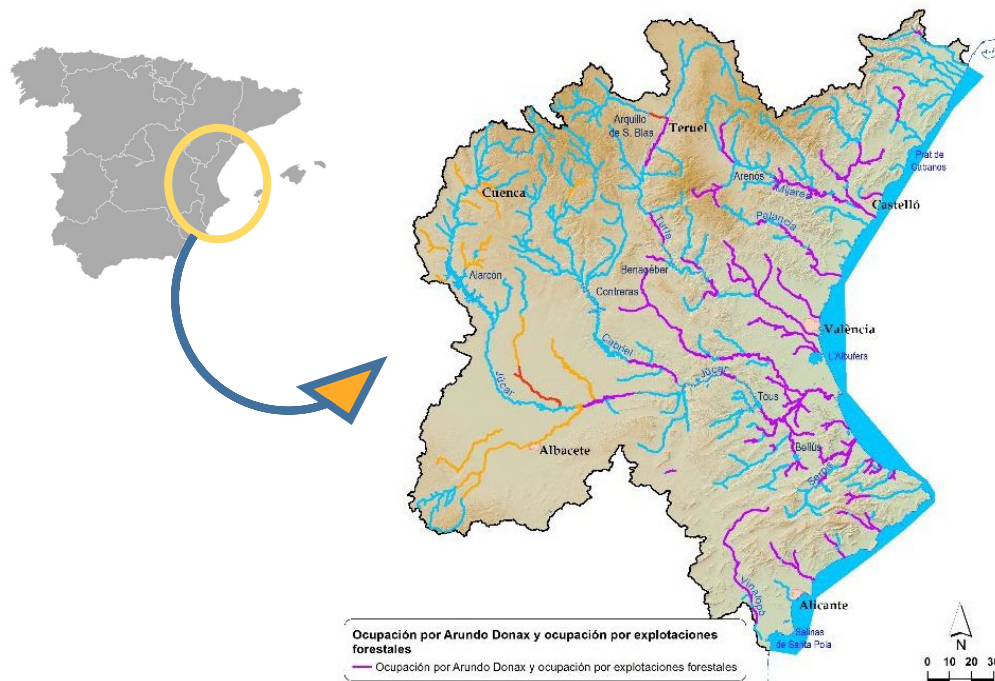 Arquillo
de S. Blas
Teruel
Prat de
Cabanes
Cuenca
Arenós
Mijares
Castelló
Palancia
Turia
Alarcón
Benagéber
Contreras
València
L'Albufera
Cabriel
Júcar
Júcar
Tous
Albacete
Bellús
Serpis
Vinalopó
Alicante
Salinas
de Santa Pola
Ocupación por Arundo Donax y ocupación por explotaciones
forestales
Ocupación por Arundo Donax y ocupación por explotaciones forestales
N
0 10 20 30